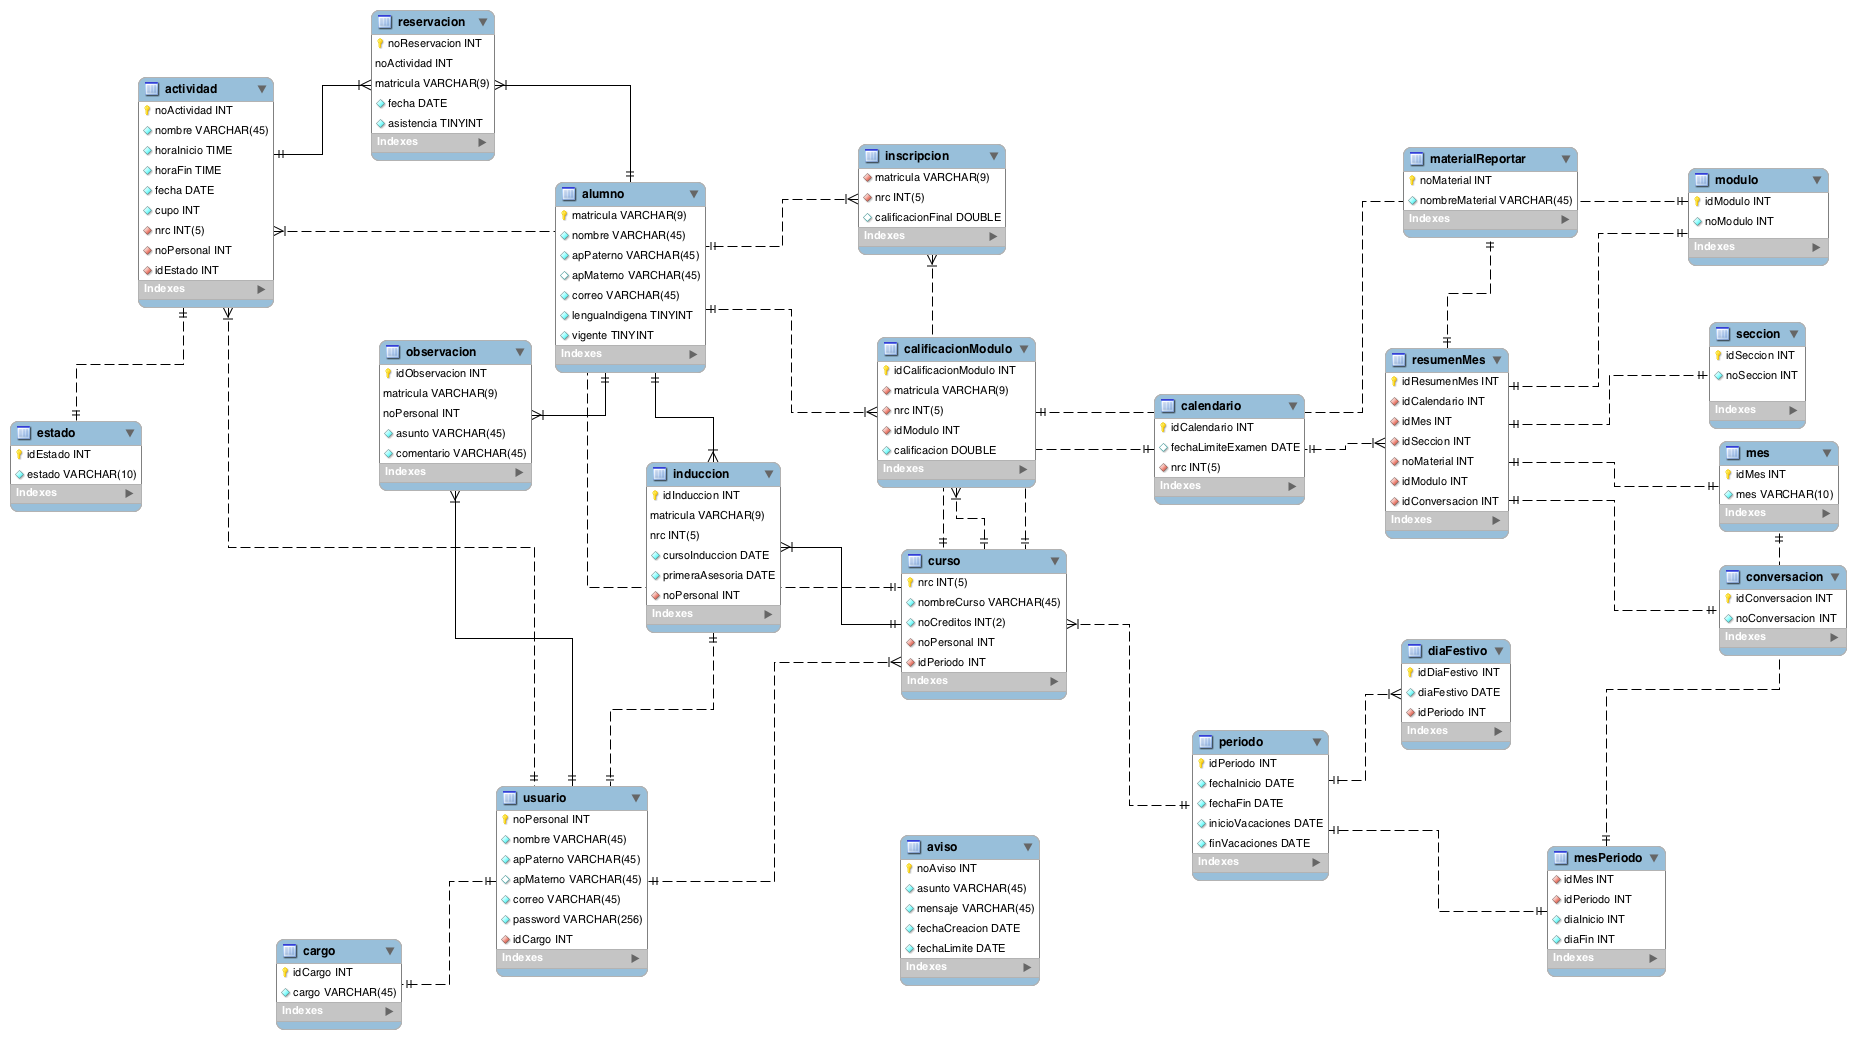 reservacion
noReservacion INT
noActividad INT
matricula VARCHAR(9)
fecha DATE
asistencia TINYINT
Indexes
actividad
noActividad INT
nombre VARCHAR(45)
horaInicio TIME
horaFin TIME
fecha DATE
cupo INT
nrc INT(5)
noPersonal INT
idEstado INT
Indexes
alumno
matricula VARCHAR(9)
nombre VARCHAR(45)
apPaterno VARCHAR(45)
apMaterno VARCHAR(45)
correo VARCHAR(45)
lenguaIndigena TINYINT
vigente TINYINT
Indexes
inscripcion
matricula VARCHAR(9)
nrc INT(5)
calificacionFinal DOUBLE
Indexes
materialReportar
noMaterial INT
nombreMaterial VARCHAR(45)
Indexes
modulo
idModulo INT
noModulo INT
Indexes
observacion
idObservacion INT
matricula VARCHAR(9)
noPersonal INT
asunto VARCHAR(45)
comentario VARCHAR(45)
Indexes
calificacionModulo
idCalificacionModulo INT
matricula VARCHAR(9)
nrc INT(5)
idModulo INT
calificacion DOUBLE
Indexes
calendario
idCalendario INT
fechaLimiteExamen DATE
nrc INT(5)
Indexes
resumenMes
idResumenMes INT
idCalendario INT
idMes INT
idSeccion INT
noMaterial INT
idModulo INT
idConversacion INT
Indexes
seccion
idSeccion INT
noSeccion INT
Indexes
estado
idEstado INT
estado VARCHAR(10)
Indexes
mes
idMes INT
mes VARCHAR(10)
Indexes
induccion
idInduccion INT
matricula VARCHAR(9)
nrc INT(5)
cursoInduccion DATE
primeraAsesoria DATE
noPersonal INT
Indexes
curso
nrc INT(5)
nombreCurso VARCHAR(45)
noCreditos INT(2)
noPersonal INT
idPeriodo INT
Indexes
conversacion
idConversacion INT
noConversacion INT
Indexes
diaFestivo
idDiaFestivo INT
diaFestivo DATE
idPeriodo INT
Indexes
periodo
idPeriodo INT
fechaInicio DATE
fechaFin DATE
inicioVacaciones DATE
finVacaciones DATE
Indexes
usuario
noPersonal INT
nombre VARCHAR(45)
apPaterno VARCHAR(45)
apMaterno VARCHAR(45)
correo VARCHAR(45)
password VARCHAR(256)
idCargo INT
Indexes
aviso
noAviso INT
asunto VARCHAR(45)
mensaje VARCHAR(45)
fechaCreacion DATE
fechaLimite DATE
Indexes
mesPeriodo
idMes INT
idPeriodo INT
diaInicio INT
diaFin INT
Indexes
cargo
idCargo INT
cargo VARCHAR(45)
Indexes